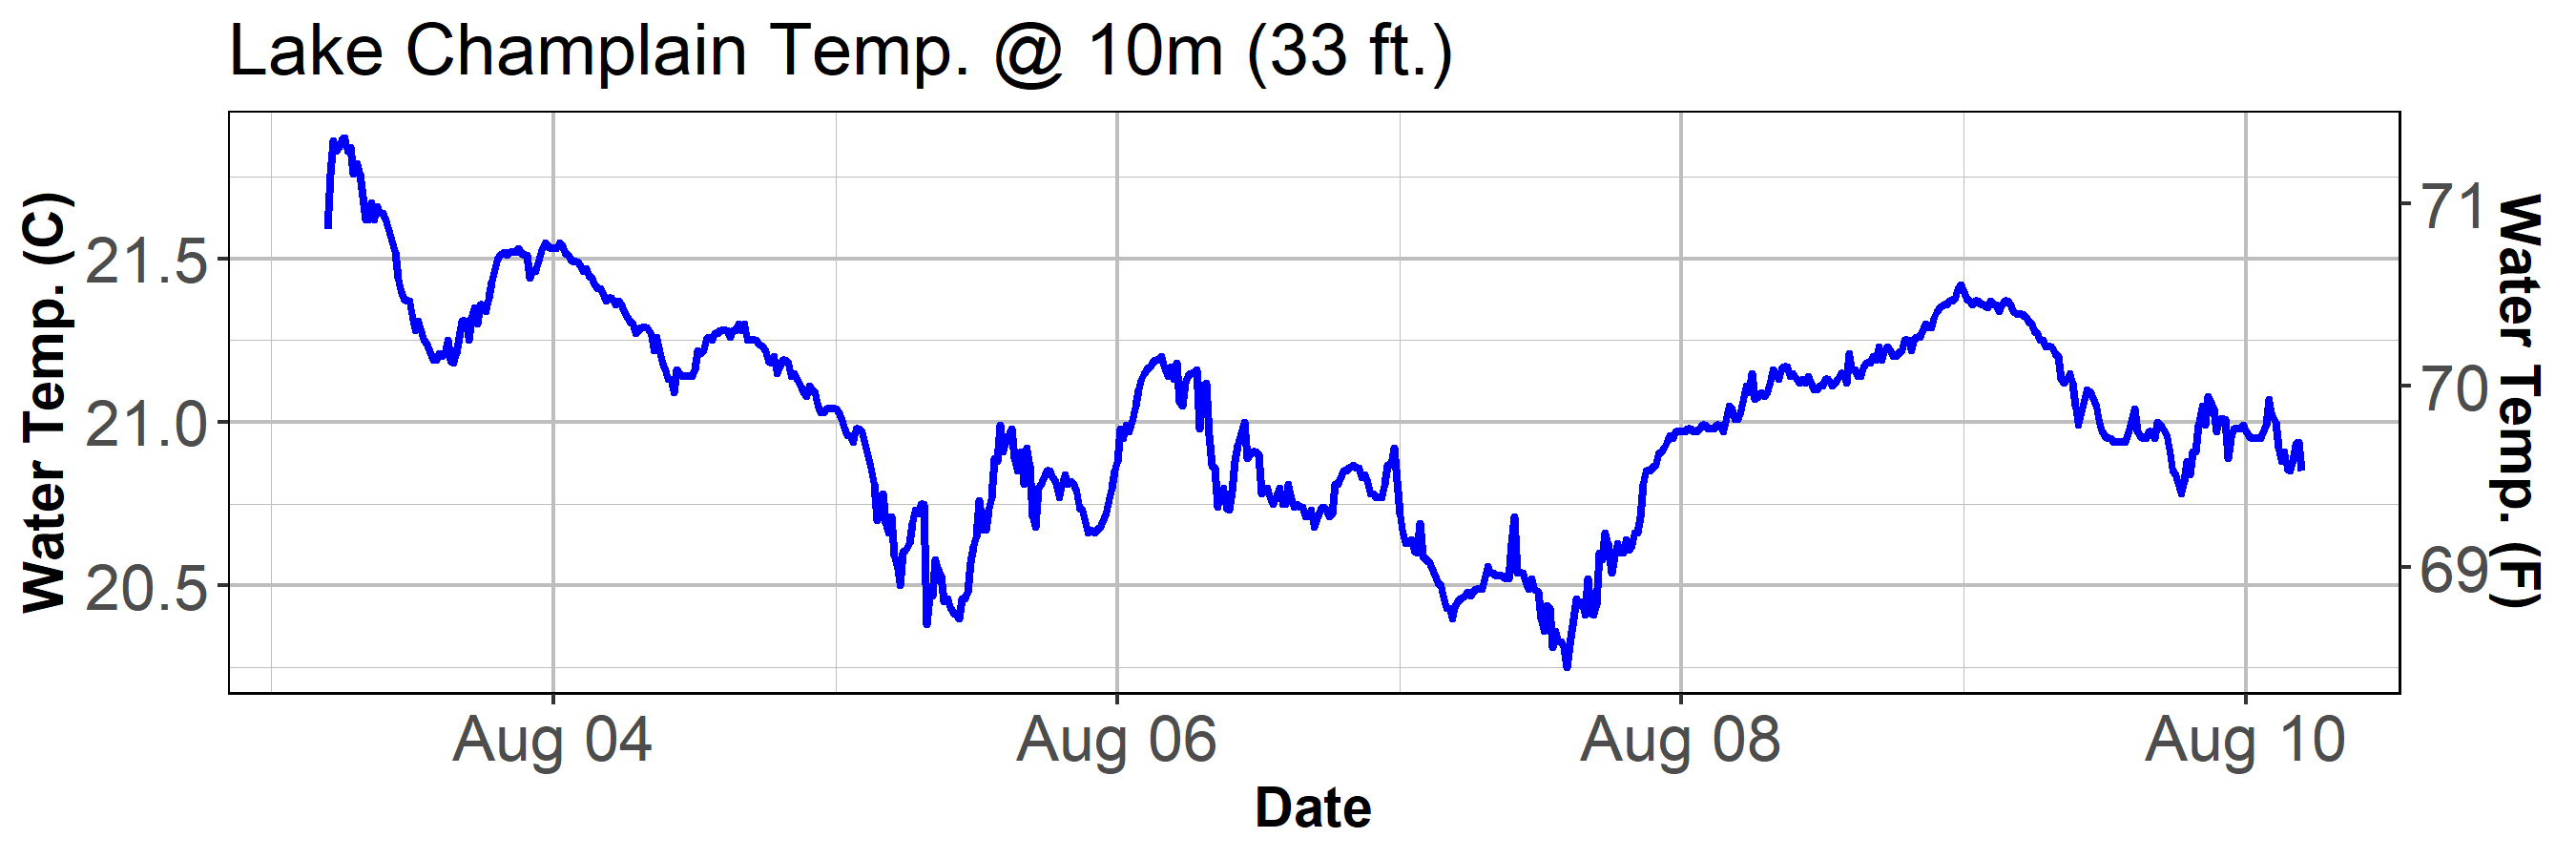 Lake Champlain Temp. @ 10m (33 ft.)
Water Temp. (C)
21.5
21.0
20.5
71
70
69
Water Temp. (F)
Aug 04
Aug 06
Aug 08
Aug 10
Date